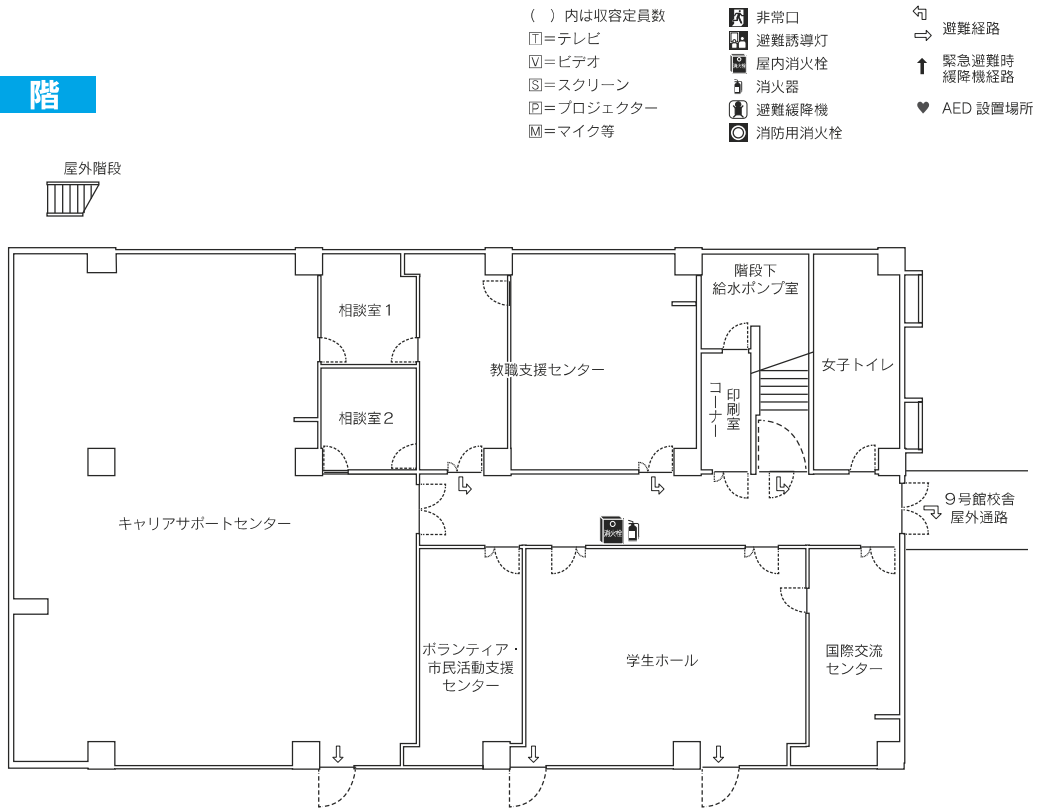 ( )内は収容定員数
T=テレビ
V=ビデオ
S=スクリーン
P=プロジェクター
M=マイク等
非常口
避難誘導灯
屋内消火栓
消火器
避難緩降機
消防用消火栓
避難経路
緊急避難時
緩降機経路
AED 設置場所
階
屋外階段
階段下
給水ポンプ室
相談室1
教職支援センター
女子トイレ
印刷室
コーナー
相談室2
キャリアサポートセンター
消火栓
9号館校舎
屋外通路
ボランティア・
市民活動支援
センター
学生ホール
国際交流
センター